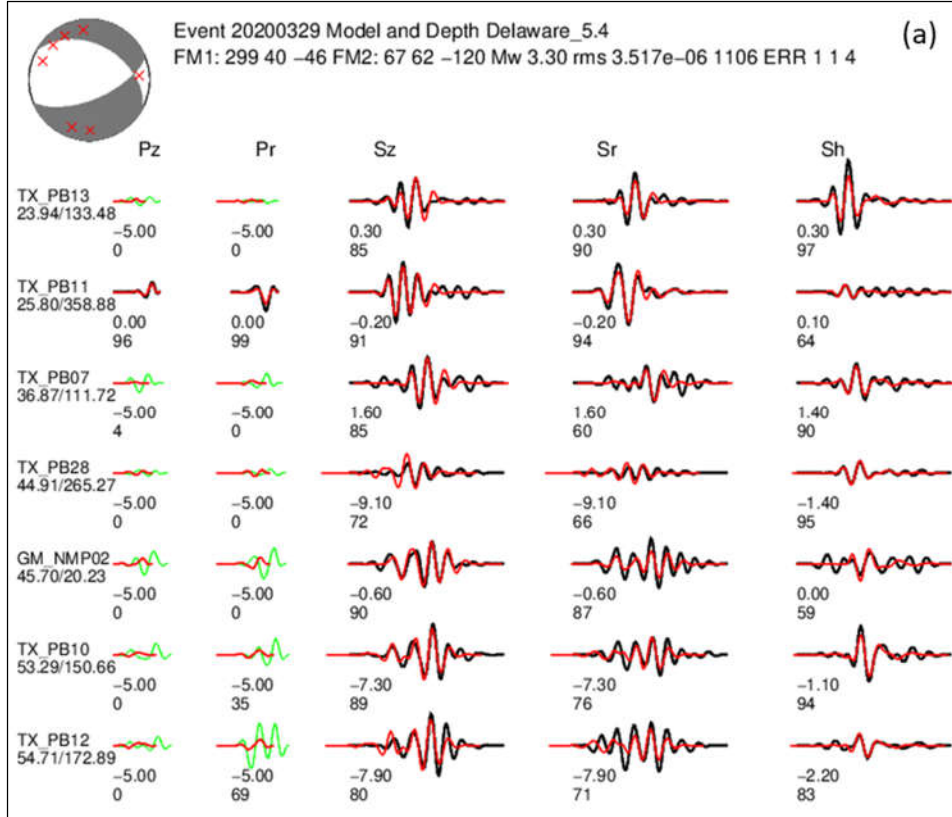 Event 20200329 Model and Depth Delaware_5.4
(a)
FM1: 299 40 −46 FM2: 67 62 −120 Mw 3.30 rms 3.517e−06 1106 ERR 1 1 4
Pz Pr Sz Sr Sh
TX_PB13
23.94/133.48
−5.00 −5.00 0.30 0.30 0.30
0 0 85 90 97
TX_PB11
25.80/358.88
0.00 0.00 −0.20 −0.20 0.10
96 99 91 94 64
TX_PB07
36.87/111.72
−5.00 −5.00 1.60 1.60 1.40
4 0 85 60 90
TX_PB28
44.91/265.27
−5.00 −5.00 −9.10 −9.10 −1.40
0 0 72 66 95
GM_NMP02
45.70/20.23
−5.00 −5.00 −0.60 −0.60 0.00
0 0 90 87 59
TX_PB10
53.29/150.66
−5.00 −5.00 −7.30 −7.30 −1.10
0 35 89 76 94
TX_PB12
54.71/172.89
−5.00 −5.00 −7.90 −7.90 −2.20
0 69 80 71 83